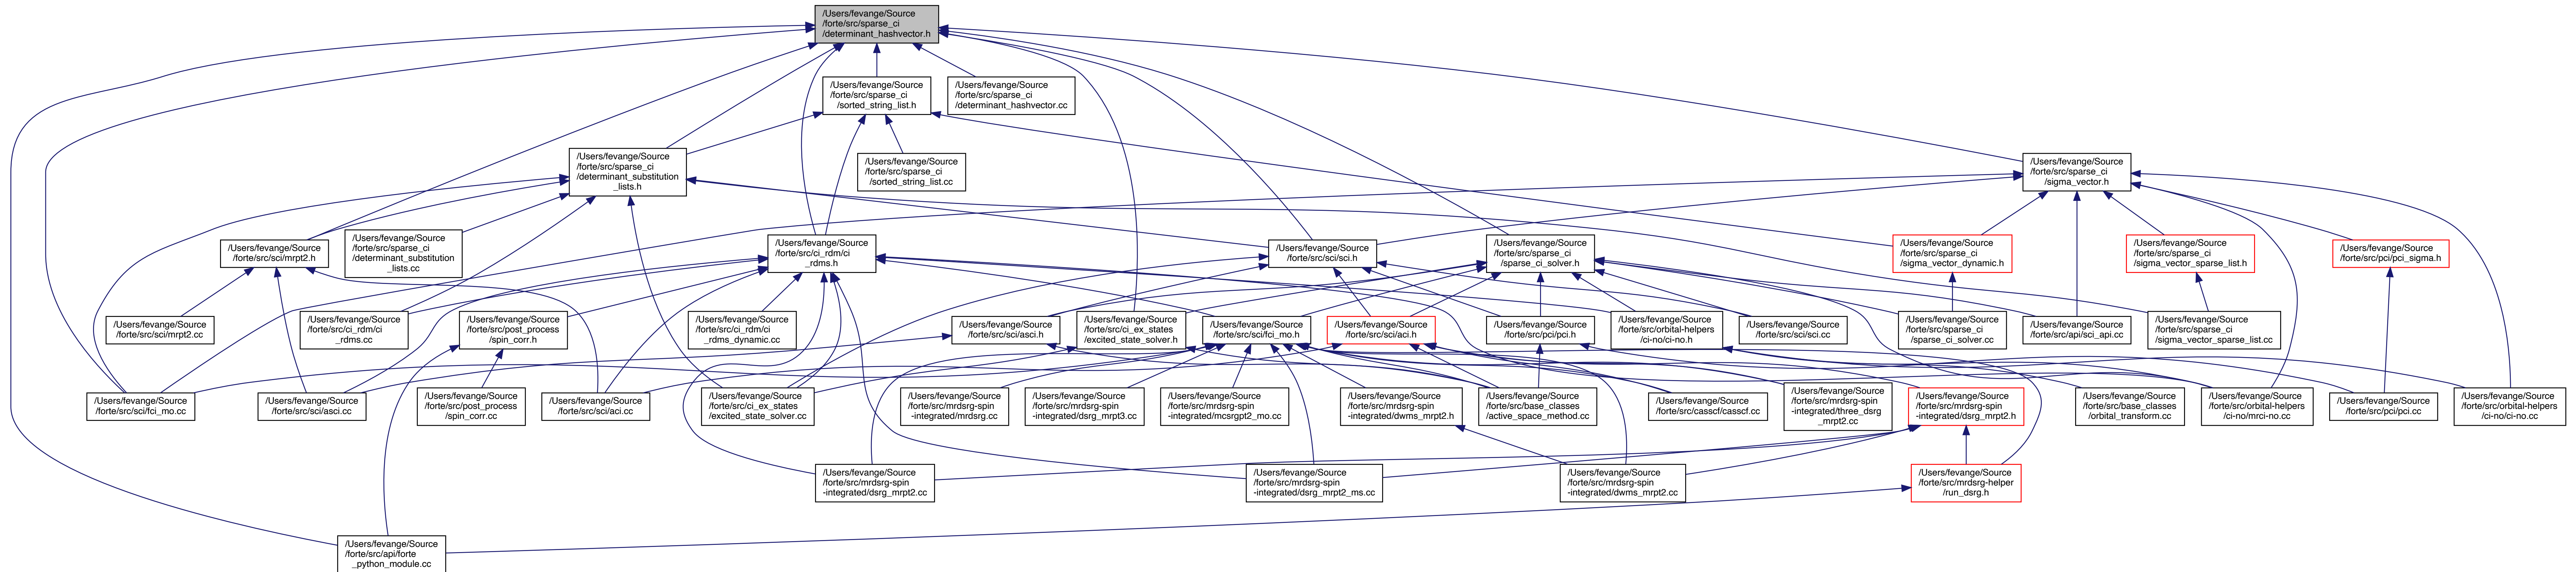 /Users/fevange/Source
/forte/src/sparse_ci
/determinant_hashvector.h
/Users/fevange/Source
/forte/src/sparse_ci
/sorted_string_list.h
/Users/fevange/Source
/forte/src/sparse_ci
/determinant_hashvector.cc
/Users/fevange/Source
/forte/src/sparse_ci
/determinant_substitution
_lists.h
/Users/fevange/Source
/forte/src/sparse_ci
/sorted_string_list.cc
/Users/fevange/Source
/forte/src/sparse_ci
/sigma_vector.h
/Users/fevange/Source
/forte/src/sci/mrpt2.h
/Users/fevange/Source
/forte/src/sparse_ci
/determinant_substitution
_lists.cc
/Users/fevange/Source
/forte/src/ci_rdm/ci
_rdms.h
/Users/fevange/Source
/forte/src/sci/sci.h
/Users/fevange/Source
/forte/src/sparse_ci
/sparse_ci_solver.h
/Users/fevange/Source
/forte/src/sparse_ci
/sigma_vector_dynamic.h
/Users/fevange/Source
/forte/src/sparse_ci
/sigma_vector_sparse_list.h
/Users/fevange/Source
/forte/src/pci/pci_sigma.h
/Users/fevange/Source
/forte/src/sci/mrpt2.cc
/Users/fevange/Source
/forte/src/ci_rdm/ci
_rdms.cc
/Users/fevange/Source
/forte/src/post_process
/spin_corr.h
/Users/fevange/Source
/forte/src/ci_rdm/ci
_rdms_dynamic.cc
/Users/fevange/Source
/forte/src/sci/asci.h
/Users/fevange/Source
/forte/src/ci_ex_states
/excited_state_solver.h
/Users/fevange/Source
/forte/src/sci/fci_mo.h
/Users/fevange/Source
/forte/src/sci/aci.h
/Users/fevange/Source
/forte/src/pci/pci.h
/Users/fevange/Source
/forte/src/orbital-helpers
/ci-no/ci-no.h
/Users/fevange/Source
/forte/src/sci/sci.cc
/Users/fevange/Source
/forte/src/sparse_ci
/sparse_ci_solver.cc
/Users/fevange/Source
/forte/src/api/sci_api.cc
/Users/fevange/Source
/forte/src/sparse_ci
/sigma_vector_sparse_list.cc
/Users/fevange/Source
/forte/src/sci/fci_mo.cc
/Users/fevange/Source
/forte/src/sci/asci.cc
/Users/fevange/Source
/forte/src/post_process
/spin_corr.cc
/Users/fevange/Source
/forte/src/sci/aci.cc
/Users/fevange/Source
/forte/src/ci_ex_states
/excited_state_solver.cc
/Users/fevange/Source
/forte/src/mrdsrg-spin
-integrated/mrdsrg.cc
/Users/fevange/Source
/forte/src/mrdsrg-spin
-integrated/dsrg_mrpt3.cc
/Users/fevange/Source
/forte/src/mrdsrg-spin
-integrated/mcsrgpt2_mo.cc
/Users/fevange/Source
/forte/src/mrdsrg-spin
-integrated/dwms_mrpt2.h
/Users/fevange/Source
/forte/src/base_classes
/active_space_method.cc
/Users/fevange/Source
/forte/src/casscf/casscf.cc
/Users/fevange/Source
/forte/src/mrdsrg-spin
-integrated/three_dsrg
_mrpt2.cc
/Users/fevange/Source
/forte/src/mrdsrg-spin
-integrated/dsrg_mrpt2.h
/Users/fevange/Source
/forte/src/base_classes
/orbital_transform.cc
/Users/fevange/Source
/forte/src/orbital-helpers
/ci-no/mrci-no.cc
/Users/fevange/Source
/forte/src/pci/pci.cc
/Users/fevange/Source
/forte/src/orbital-helpers
/ci-no/ci-no.cc
/Users/fevange/Source
/forte/src/mrdsrg-spin
-integrated/dsrg_mrpt2.cc
/Users/fevange/Source
/forte/src/mrdsrg-spin
-integrated/dsrg_mrpt2_ms.cc
/Users/fevange/Source
/forte/src/mrdsrg-spin
-integrated/dwms_mrpt2.cc
/Users/fevange/Source
/forte/src/mrdsrg-helper
/run_dsrg.h
/Users/fevange/Source
/forte/src/api/forte
_python_module.cc